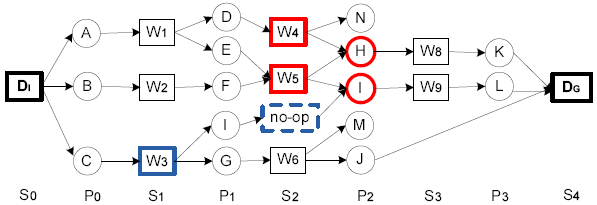 D N
A W1 W4
E H W8 K
DI B W2 F W5 I W9 L DG
I no-op M
C W3 G W6 J
S0 P0 S1 P1 S2 P2 S3 P3 S4